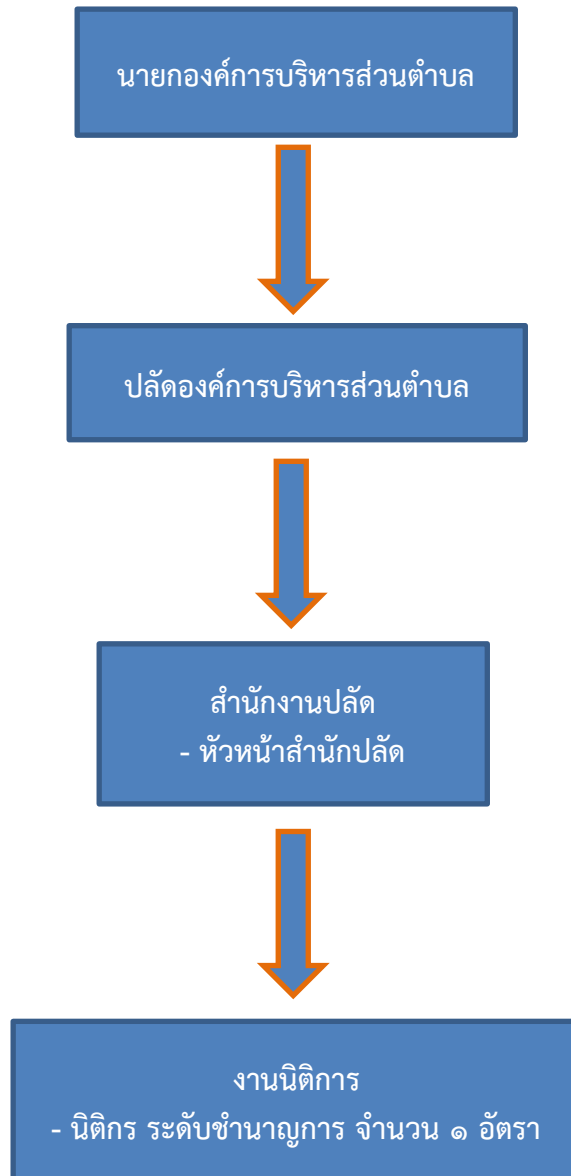 นายกองค์การบริหารส่วนตำบล
ปลัดองค์การบริหารส่วนตำบล
สำนักงานปลัด
- หัวหน้าสำนักปลัด
งานนิติการ
- นิติกร ระดับชำนาญการ จำนวน ๑ อัตรา